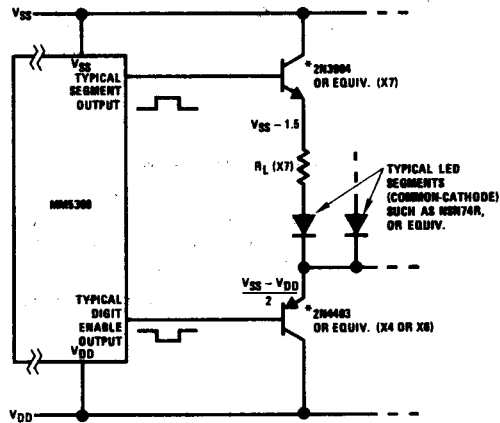 VSS
VSS
TYPICAL
SEGMENT
OUTPUT
*2N3904
OR EQUIV. (X7)
VSS – 1.5
RL (X7)
TYPICAL LED
SEGMENTS
(COMMON-CATHODE)
SUCH AS NSN74R,
OR EQUIV.
MM5309
VSS – VDD
2
TYPICAL
DIGIT
ENABLE
OUTPUT
VDD
*2N4403
OR EQUIV. (X4 OR X6)
VDD